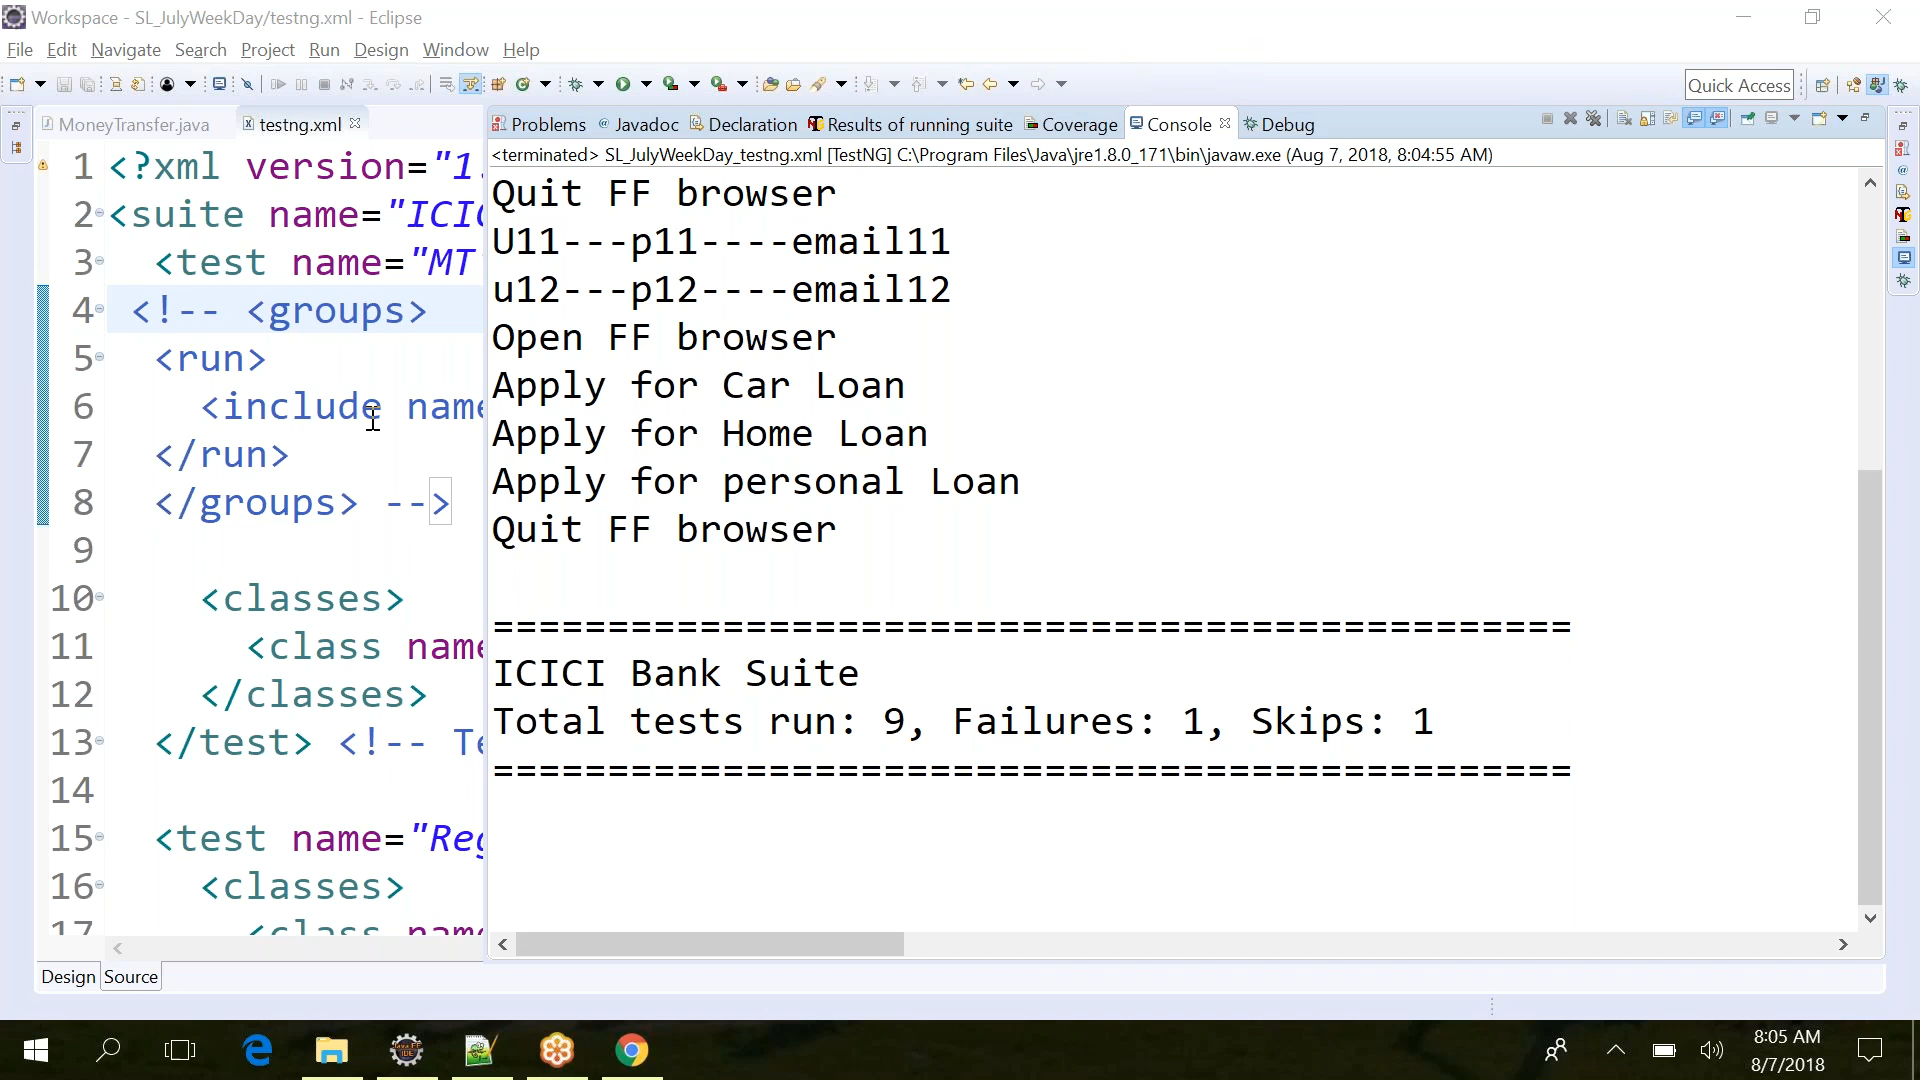 Workspace - SL_JulyWeekDay/testng.xml - Eclipse
File Edit Navigate Search Project Run Design Window Help
Quick Access
MoneyTransfer.java testng.xml
Problems Javadoc Declaration Results of running suite Coverage Console Debug
<terminated> SL_JulyWeekDay_testng.xml [TestNG] C:\Program Files\Java\jre1.8.0_171\bin\javaw.exe (Aug 7, 2018, 8:04:55 AM)
1 <?xml version="1.
2 <suite name="ICIC
3 <test name="MT
4 <!-- <groups>
5 <run>
6 <include name
7 </run>
8 </groups> -->
9
10 <classes>
11 <class name
12 </classes>
13 </test> <!-- Te
14
15 <test name="Reg
16 <classes>
17 <class name
Quit FF browser
U11---p11----email11
u12---p12----email12
Open FF browser
Apply for Car Loan
Apply for Home Loan
Apply for personal Loan
Quit FF browser
===============================================
ICICI Bank Suite
Total tests run: 9, Failures: 1, Skips: 1
===============================================
Design Source
8:05 AM
8/7/2018